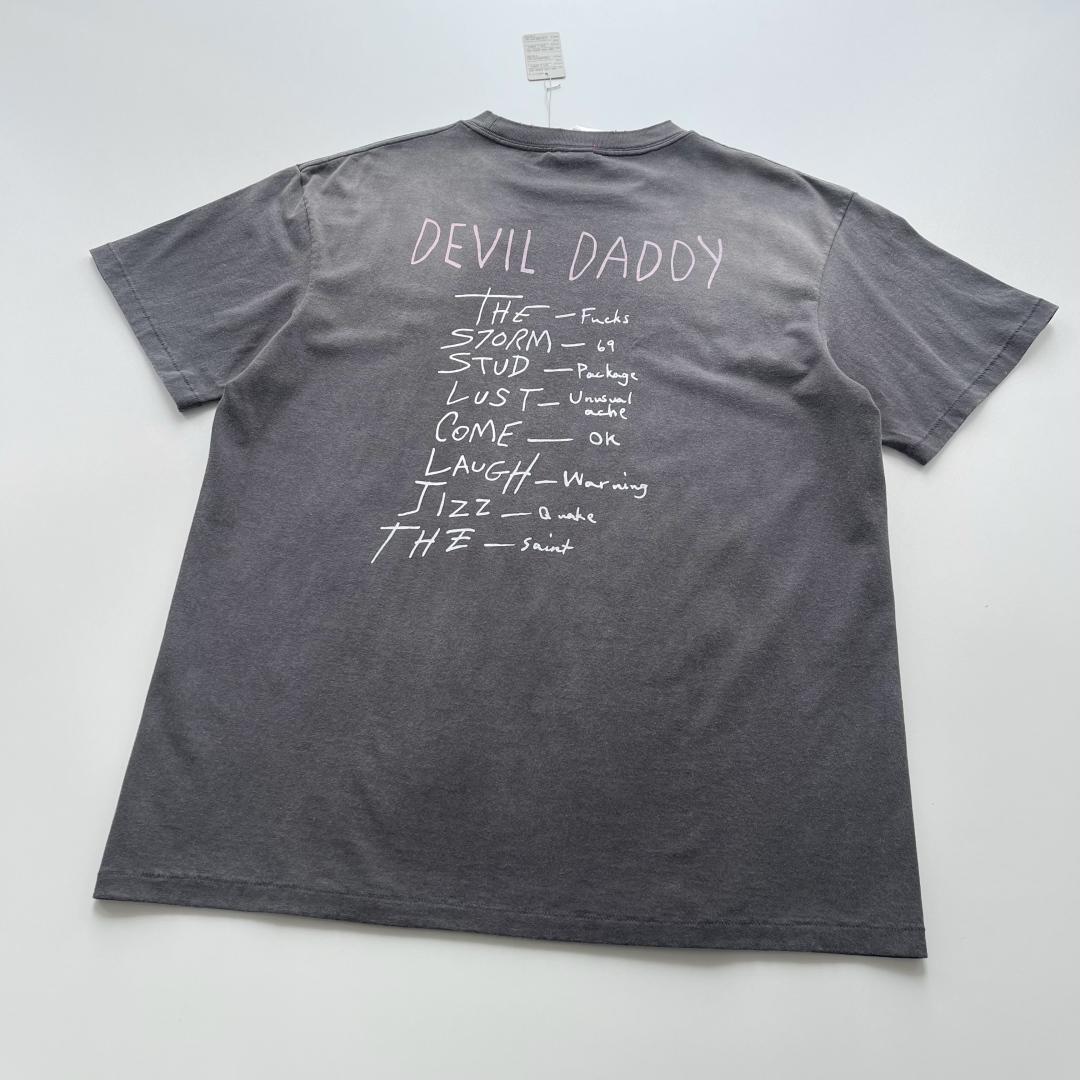 DEVIL DADDY
THE — Fucks
STORM — 69
STUD — Package
LUST — Unusual
ache
COME — OK
LAUGH — Warning
JIZZ — Quake
THE — Saint